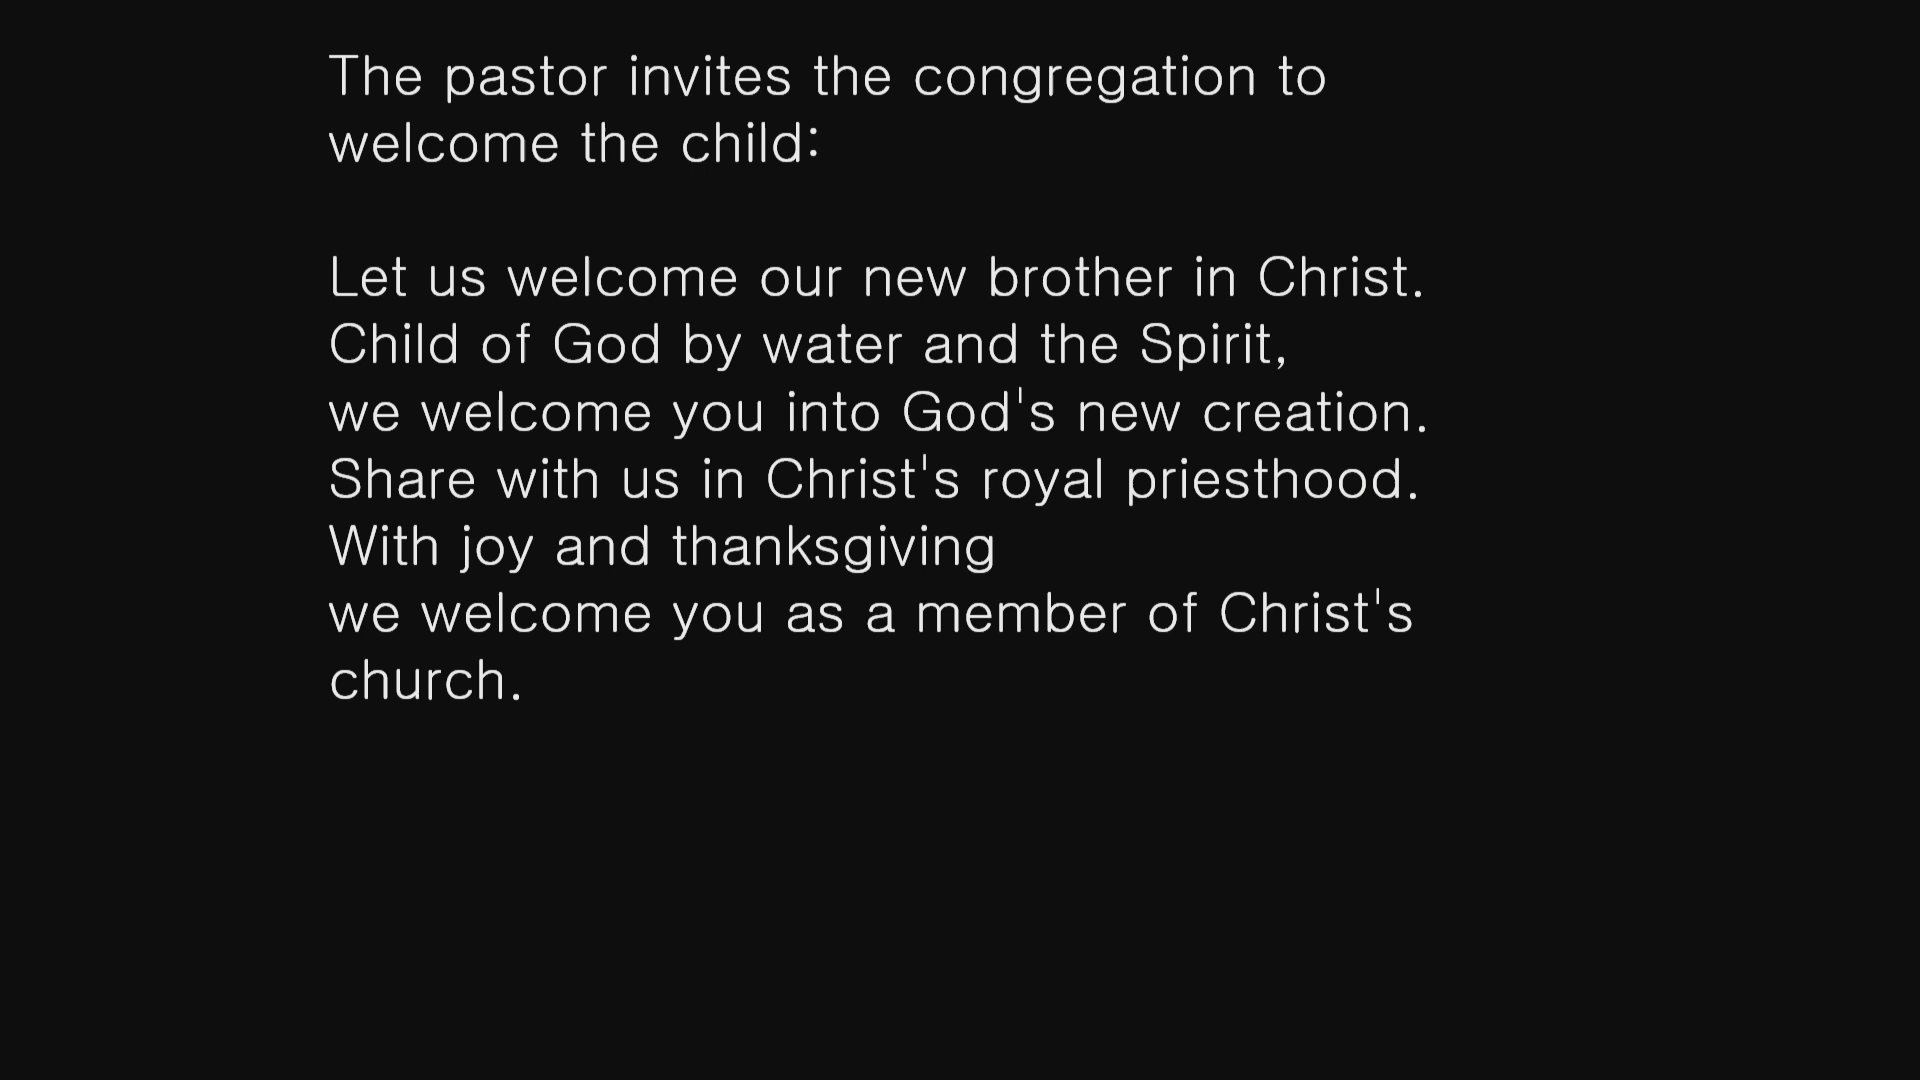 The pastor invites the congregation to
welcome the child:
Let us welcome our new brother in Christ.
Child of God by water and the Spirit,
we welcome you into God's new creation.
Share with us in Christ's royal priesthood.
With joy and thanksgiving
we welcome you as a member of Christ's
church.